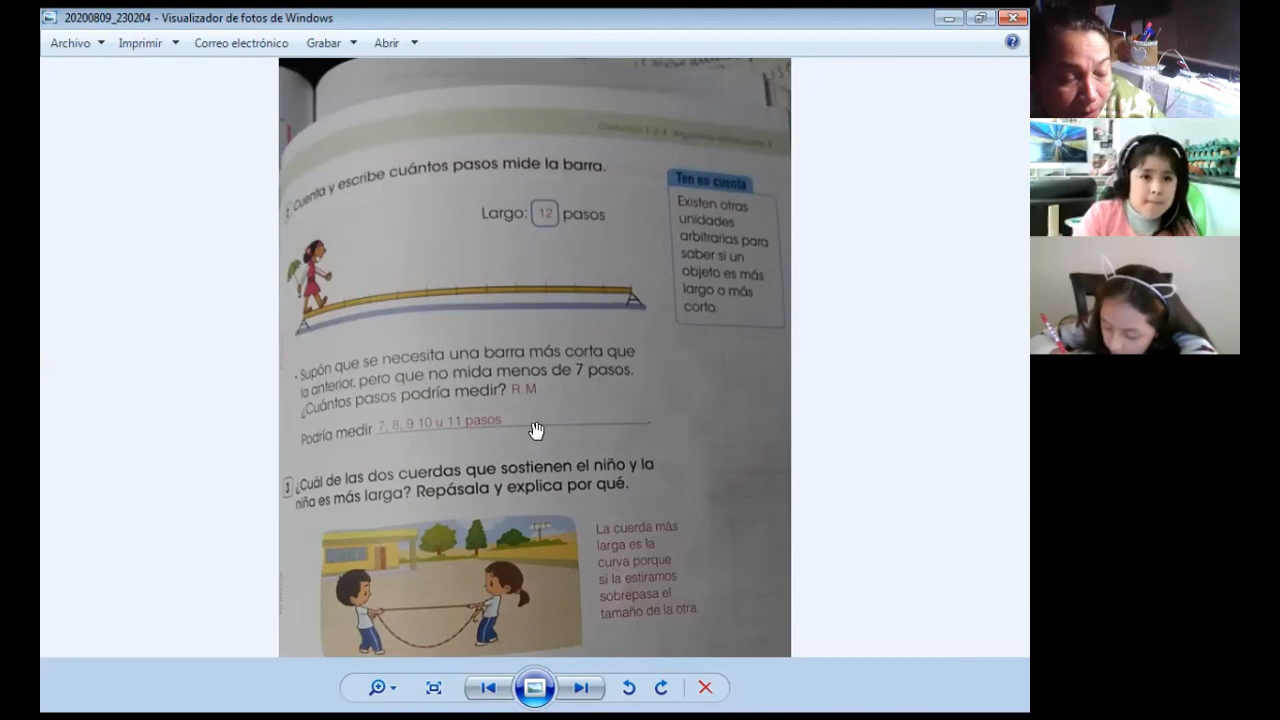 20200809_230204 - Visualizador de fotos de Windows
Archivo Imprimir Correo electrónico Grabar Abrir
Cuenta y escribe cuántos pasos mide la barra.
Largo: 12 pasos
Ten en cuenta
Existen otras
unidades
arbitrarias para
saber si un
objeto es más
largo o más
corto.
• Supón que se necesita una barra más corta que
la anterior, pero que no mida menos de 7 pasos.
¿Cuántos pasos podría medir? R. M.
Podría medir 7, 8, 9 10 u 11 pasos
3 ¿Cuál de las dos cuerdas que sostienen el niño y la
niña es más larga? Repásala y explica por qué.
La cuerda más
larga es la
curva porque
si la estiramos
sobrepasa el
tamaño de la otra.